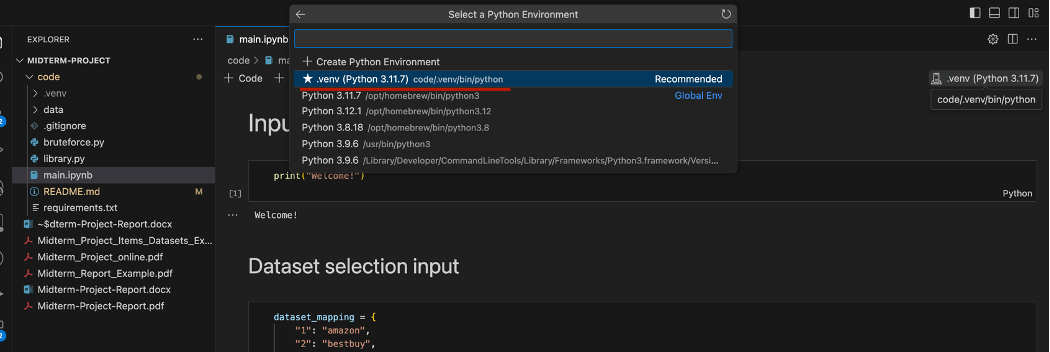 Select a Python Environment
EXPLORER
MIDTERM-PROJECT
code
.venv
data
.gitignore
bruteforce.py
library.py
main.ipynb
README.md M
requirements.txt
~$dterm-Project-Report.docx
Midterm_Project_Items_Datasets_Ex...
Midterm_Project_online.pdf
Midterm_Report_Example.pdf
Midterm-Project-Report.docx
Midterm-Project-Report.pdf
2
2
main.ipynb
code > ma
+ Code +
+ Create Python Environment
.venv (Python 3.11.7) code/.venv/bin/python Recommended
Python 3.11.7 /opt/homebrew/bin/python3 Global Env
Python 3.12.1 /opt/homebrew/bin/python3.12
Python 3.8.18 /opt/homebrew/bin/python3.8
Python 3.9.6 /usr/bin/python3
Python 3.9.6 /Library/Developer/CommandLineTools/Library/Frameworks/Python3.framework/Versi...
.venv (Python 3.11.7)
code/.venv/bin/python
Inpu
print("Welcome!")
[1]
Python
... Welcome!
Dataset selection input
dataset_mapping = {
"1": "amazon",
"2": "bestbuy",